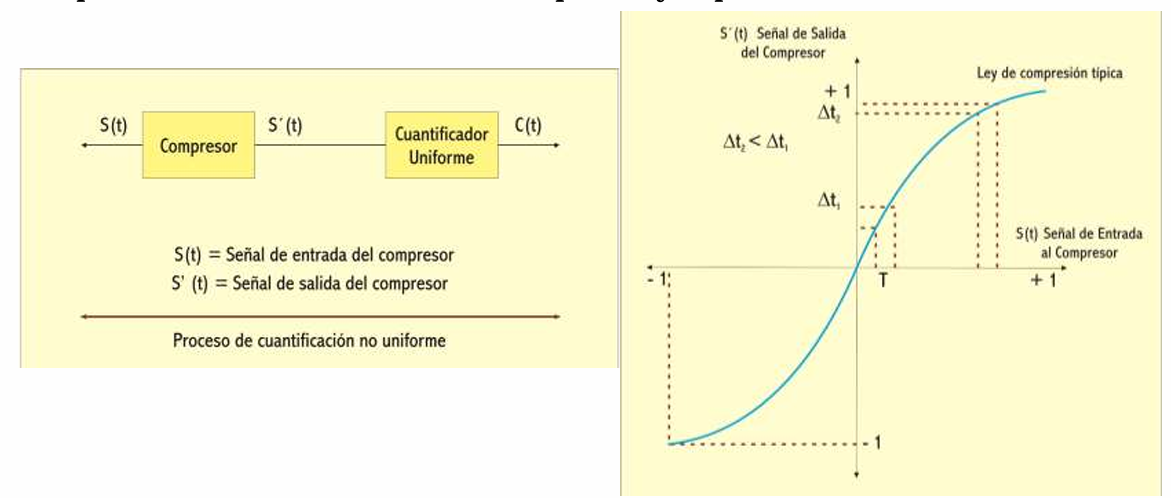 S(t)
Compresor
S´(t)
Cuantificador
Uniforme
C(t)
S(t) = Señal de entrada del compresor
S' (t) = Señal de salida del compresor
Proceso de cuantificación no uniforme
S´(t) Señal de Salida
del Compresor
Ley de compresión típica
+ 1
Δt₂
Δt₂ < Δt₁
Δt₁
S(t) Señal de Entrada
al Compresor
- 1
T
+ 1
- 1